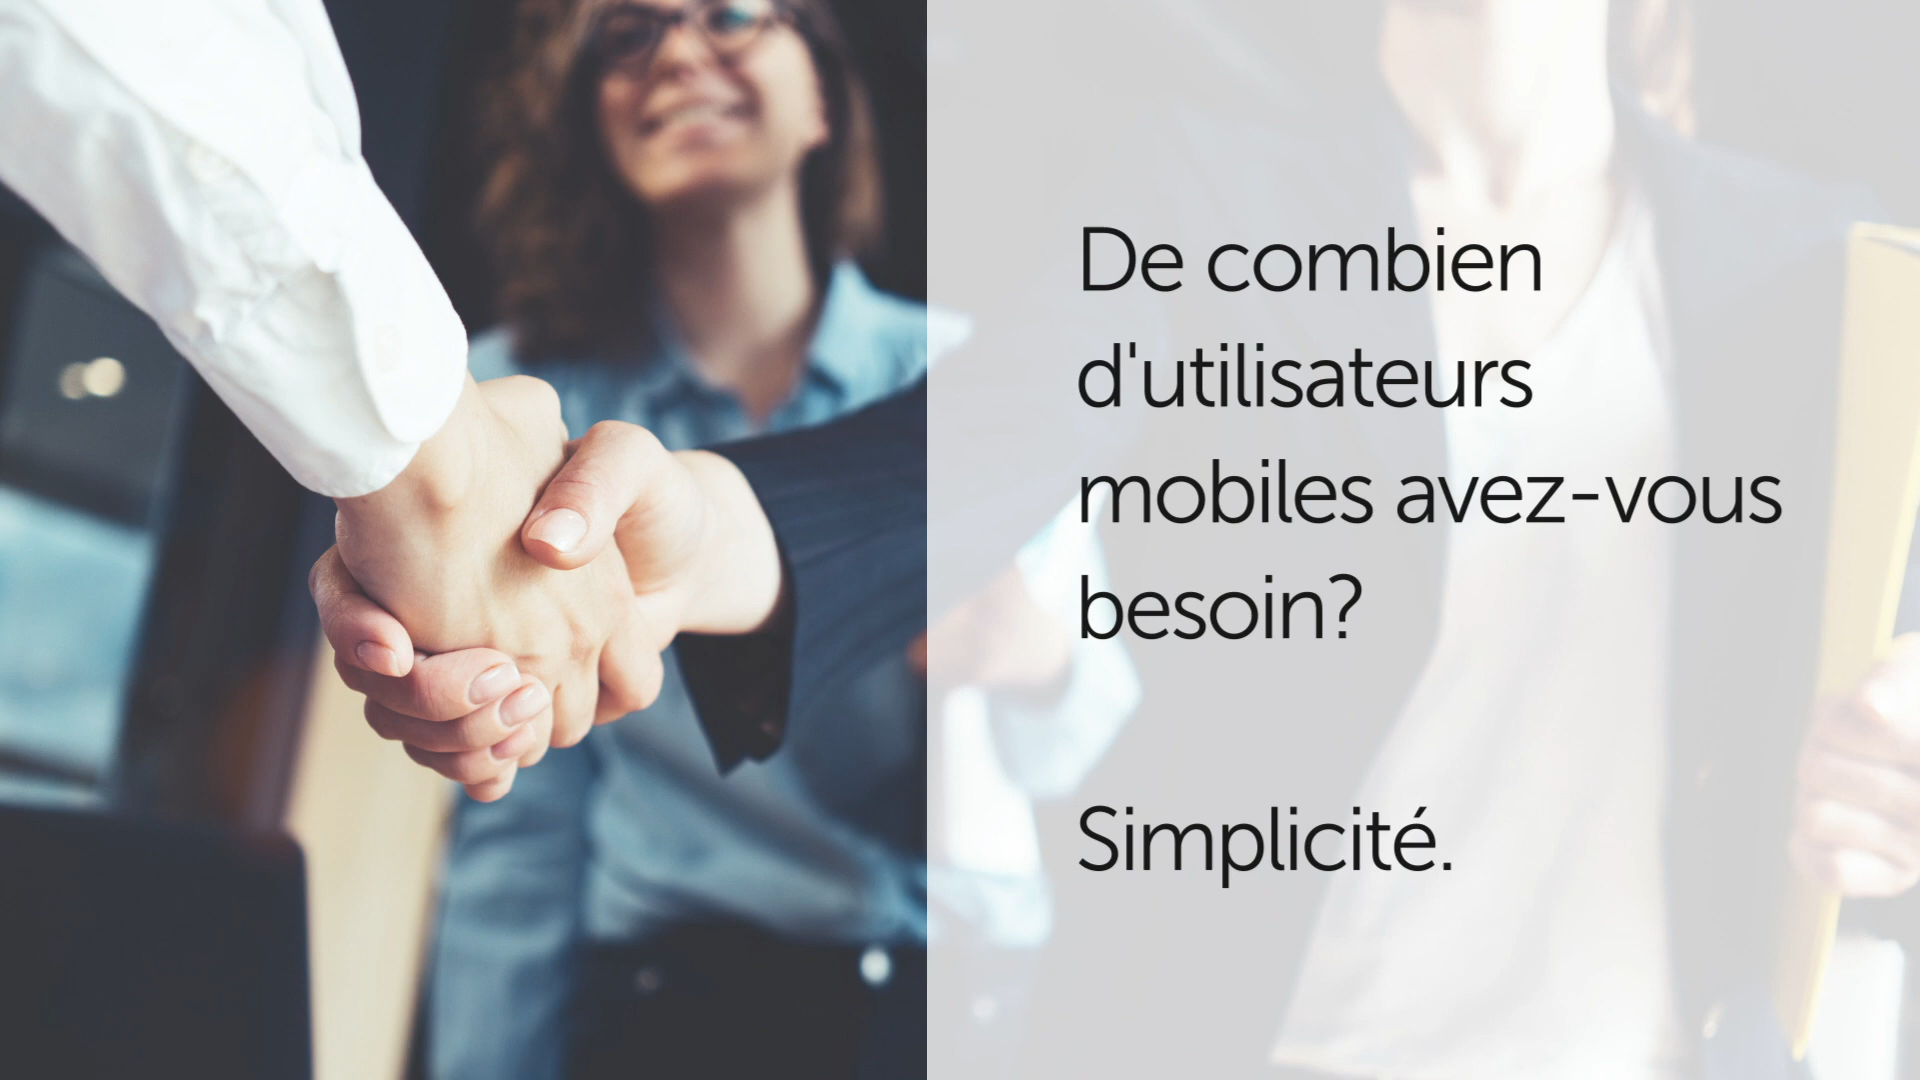 De combien
d'utilisateurs
mobiles avez-vous
besoin?
Simplicité.